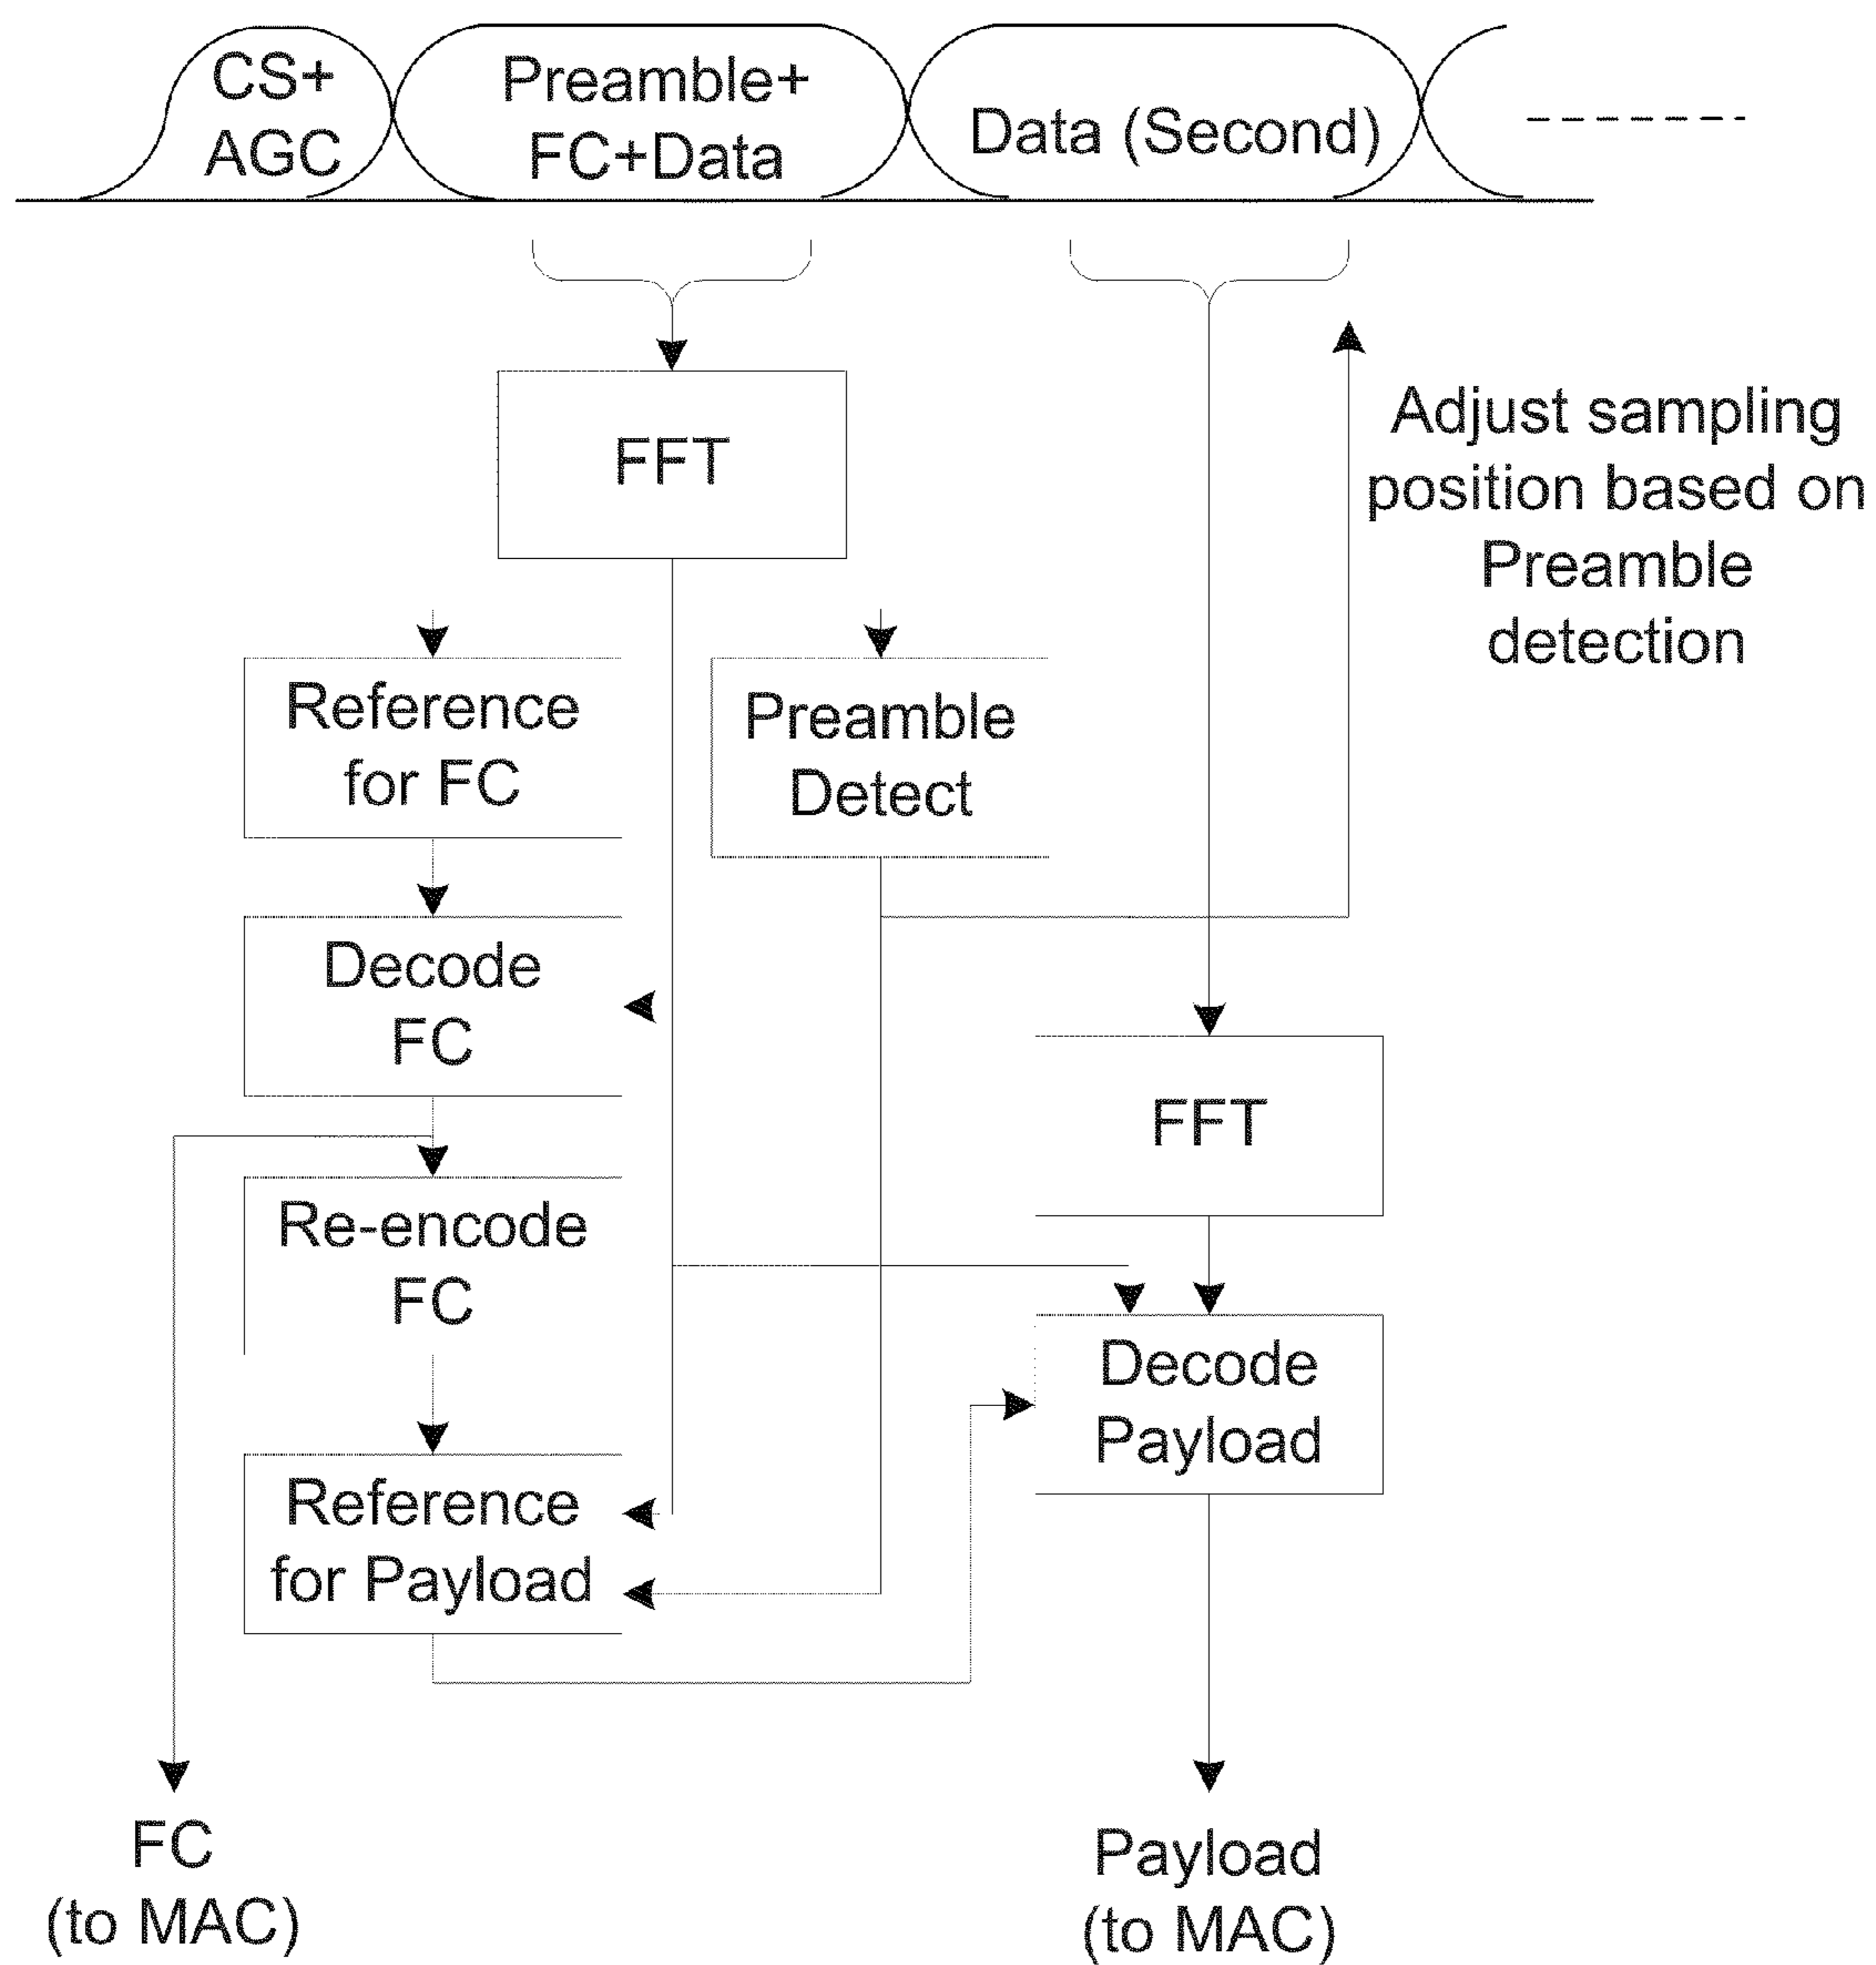 CS+
AGC
Preamble+
FC+Data
Data (Second)
FFT
Adjust sampling
position based on
Preamble
detection
Reference
for FC
Preamble
Detect
Decode
FC
FFT
Re-encode
FC
Decode
Payload
Reference
for Payload
FC
(to MAC)
Payload
(to MAC)